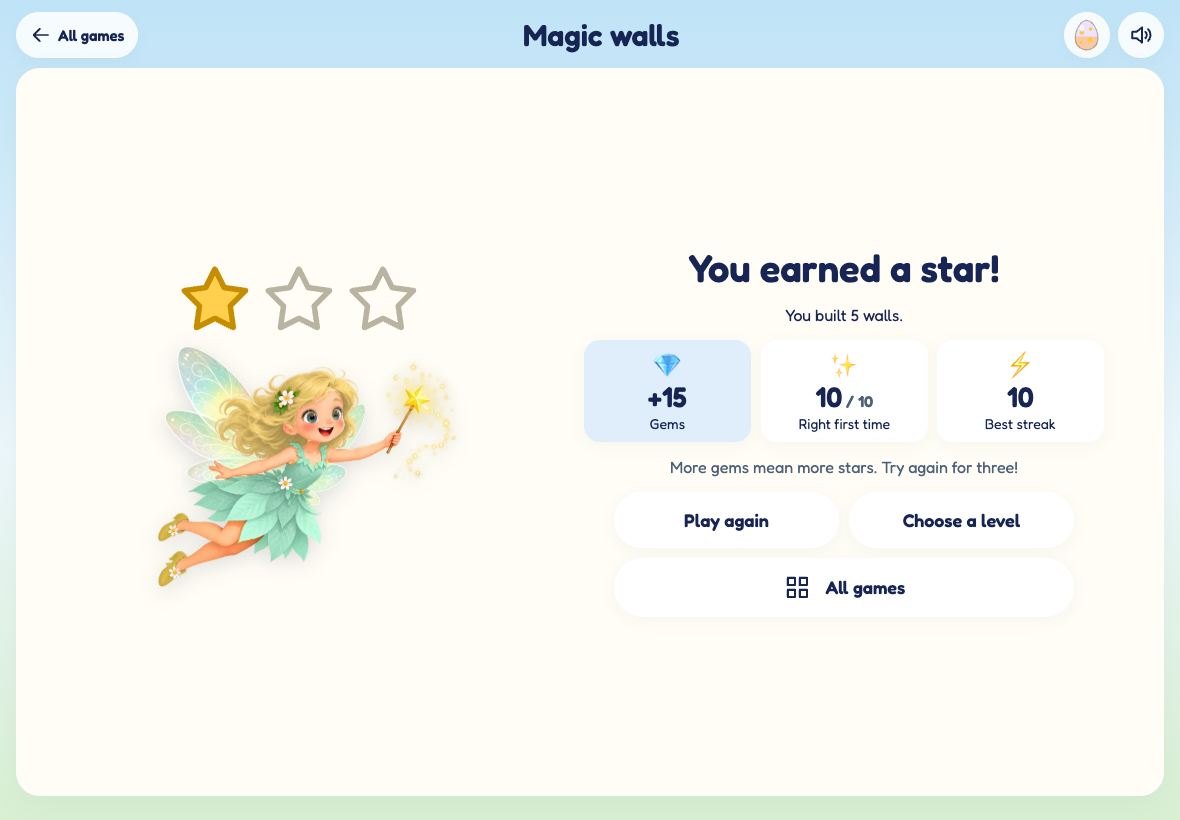 All games
Magic walls
You earned a star!
You built 5 walls.
+15
Gems
10 / 10
Right first time
10
Best streak
More gems mean more stars. Try again for three!
Play again
Choose a level
All games